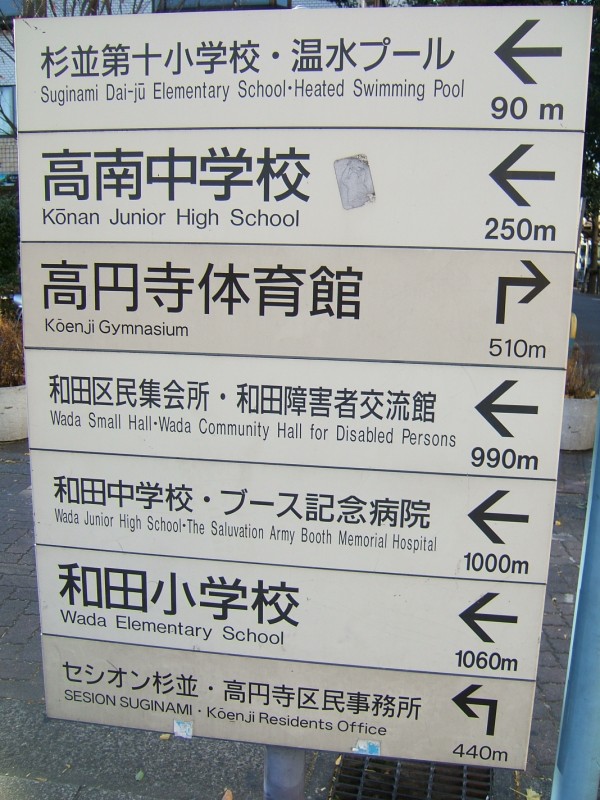 杉並第十小学校・温水プール
Suginami Dai-jū Elementary School・Heated Swimming Pool
90 m
高南中学校
Kōnan Junior High School
250m
高円寺体育館
Kōenji Gymnasium
510m
和田区民集会所・和田障害者交流館
Wada Small Hall・Wada Community Hall for Disabled Persons
990m
和田中学校・ブース記念病院
Wada Junior High School・The Saluvation Army Booth Memorial Hospital
1000m
和田小学校
Wada Elementary School
1060m
セシオン杉並・高円寺区民事務所
SESION SUGINAMI・Kōenji Residents Office
440m